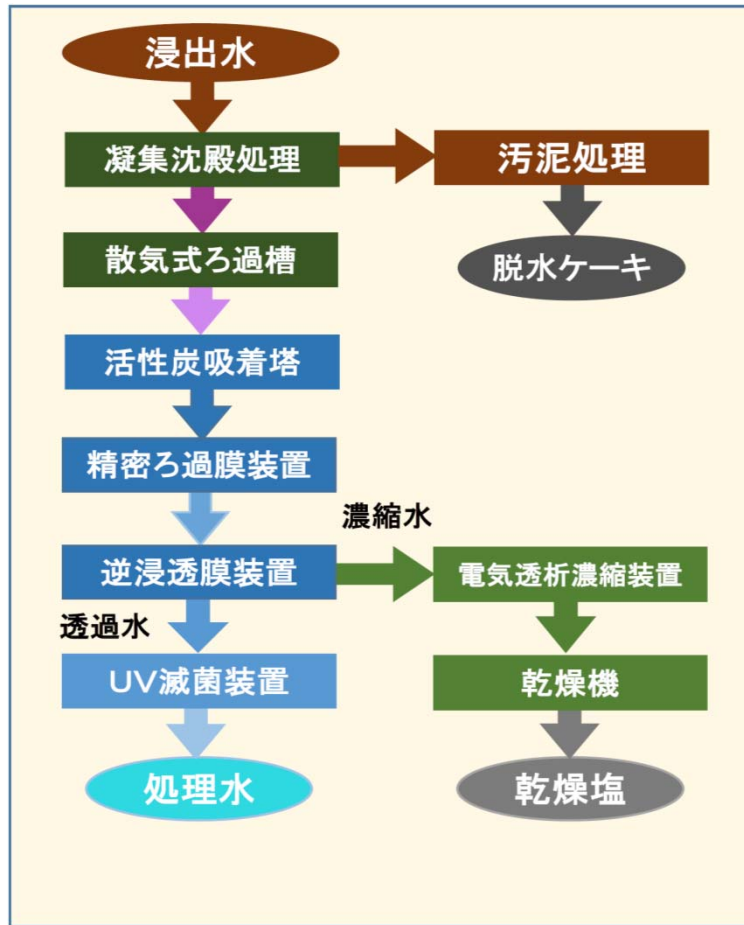 浸出水
凝集沈殿処理
汚泥処理
散気式ろ過槽
脱水ケーキ
活性炭吸着塔
精密ろ過膜装置
濃縮水
逆浸透膜装置
電気透析濃縮装置
透過水
UV滅菌装置
乾燥機
処理水
乾燥塩